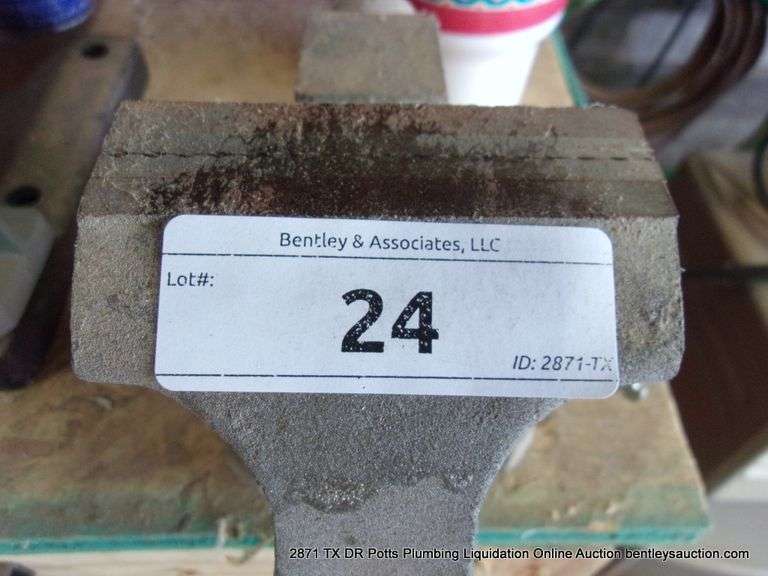 Bentley & Associates, LLC
Lot#:
24
ID: 2871-TX
2871 TX DR Potts Plumbing Liquidation Online Auction bentleysauction.com